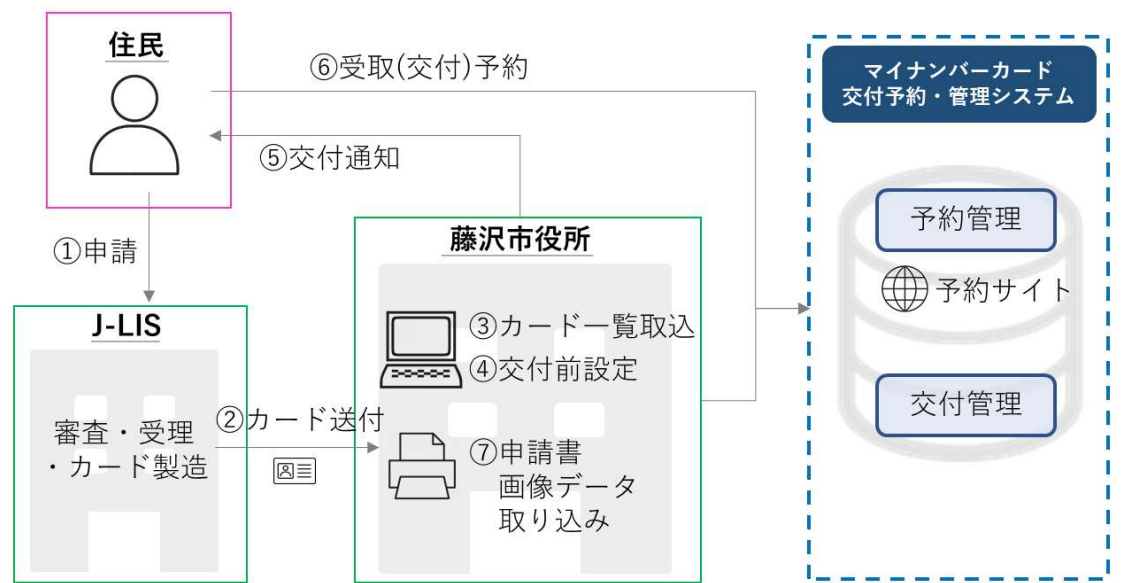 住民
⑥受取(交付)予約
⑤交付通知
①申請
J-LIS
審査・受理
・カード製造
②カード送付
藤沢市役所
③カード一覧取込
④交付前設定
⑦申請書
画像データ
取り込み
マイナンバーカード
交付予約・管理システム
予約管理
予約サイト
交付管理